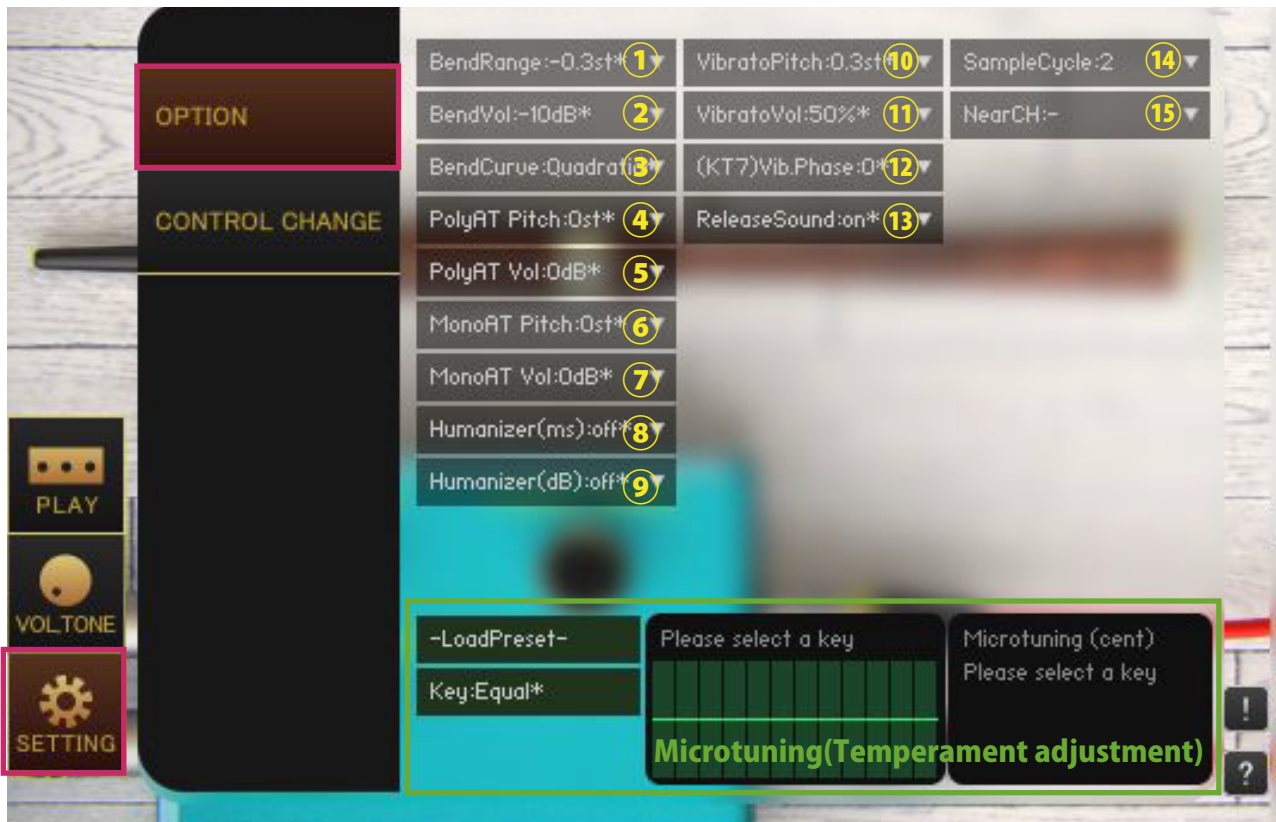 OPTION
CONTROL CHANGE
PLAY
VOL,TONE
SETTING
BendRange:-0.3st* 1 ▼
BendVol:-10dB* 2 ▼
BendCurve:Quadratic* 3 ▼
PolyAT Pitch:0st* 4 ▼
PolyAT Vol:0dB* 5 ▼
MonoAT Pitch:0st* 6 ▼
MonoAT Vol:0dB* 7 ▼
Humanizer(ms):off* 8 ▼
Humanizer(dB):off* 9 ▼
VibratoPitch:0.3st* 10 ▼
VibratoVol:50%* 11 ▼
(KT7)Vib.Phase:0* 12 ▼
ReleaseSound:on* 13 ▼
SampleCycle:2 14 ▼
NearCH:- 15 ▼
-LoadPreset-
Key:Equal*
Please select a key
Microtuning (cent)
Please select a key
Microtuning(Temperament adjustment)
!
?